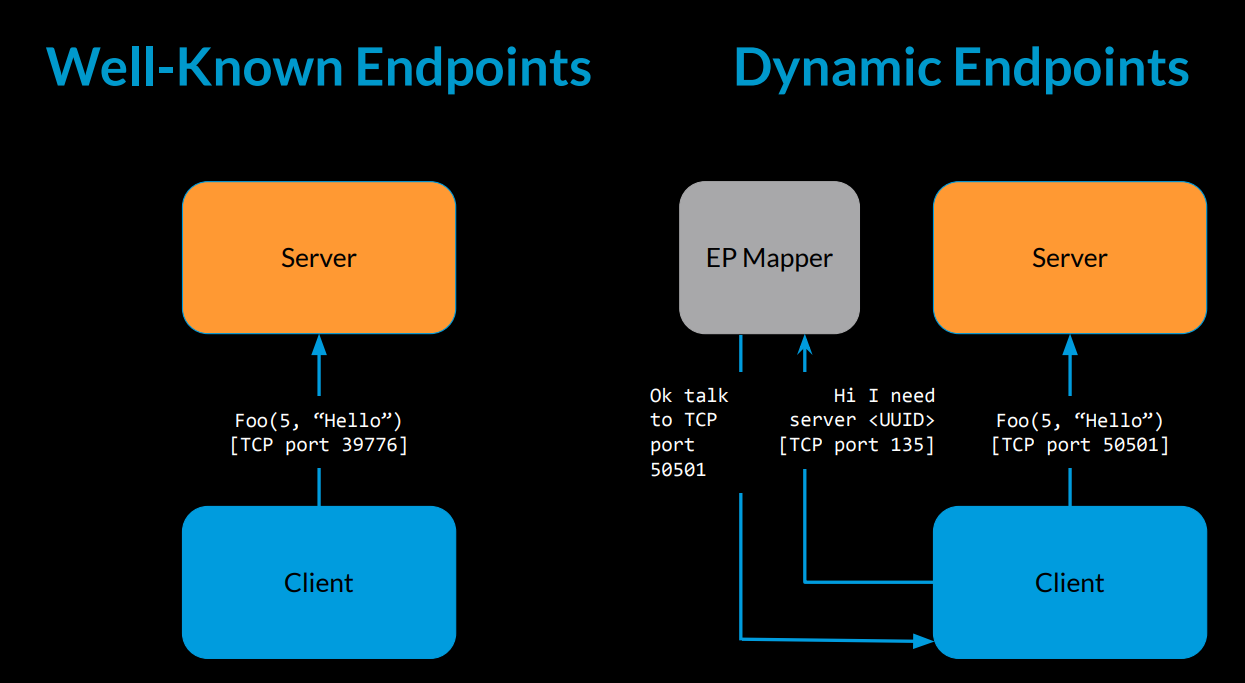 Well-Known Endpoints
Dynamic Endpoints
Server
Foo(5, “Hello”)
[TCP port 39776]
Client
EP Mapper
Server
Ok talk
to TCP
port
50501
Hi I need
server <UUID>
[TCP port 135]
Foo(5, “Hello”)
[TCP port 50501]
Client